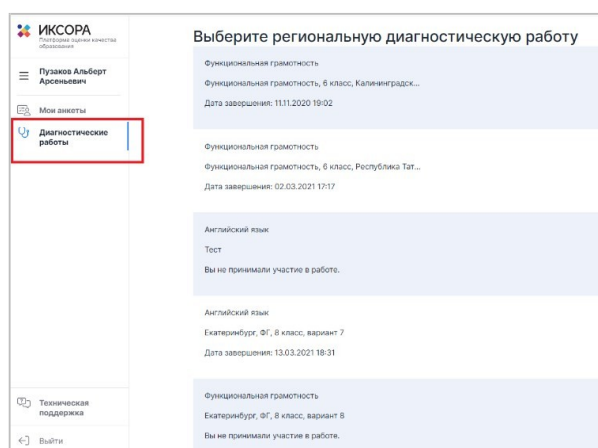 ИКСОРА
Платформа оценки качества
образования
Пузаков Альберт
Арсеньевич
Мои анкеты
Диагностические
работы
Техническая
поддержка
Выйти
Выберите региональную диагностическую работу
Функциональная грамотность
Функциональная грамотность, 6 класс, Калининградск...
Дата завершения: 11.11.2020 19:02
Функциональная грамотность
Функциональная грамотность, 6 класс, Республика Тат...
Дата завершения: 02.03.2021 17:17
Английский язык
Тест
Вы не принимали участие в работе.
Английский язык
Екатеринбург, ФГ, 8 класс, вариант 7
Дата завершения: 13.03.2021 18:31
Функциональная грамотность
Екатеринбург, ФГ, 8 класс, вариант 8
Вы не принимали участие в работе.